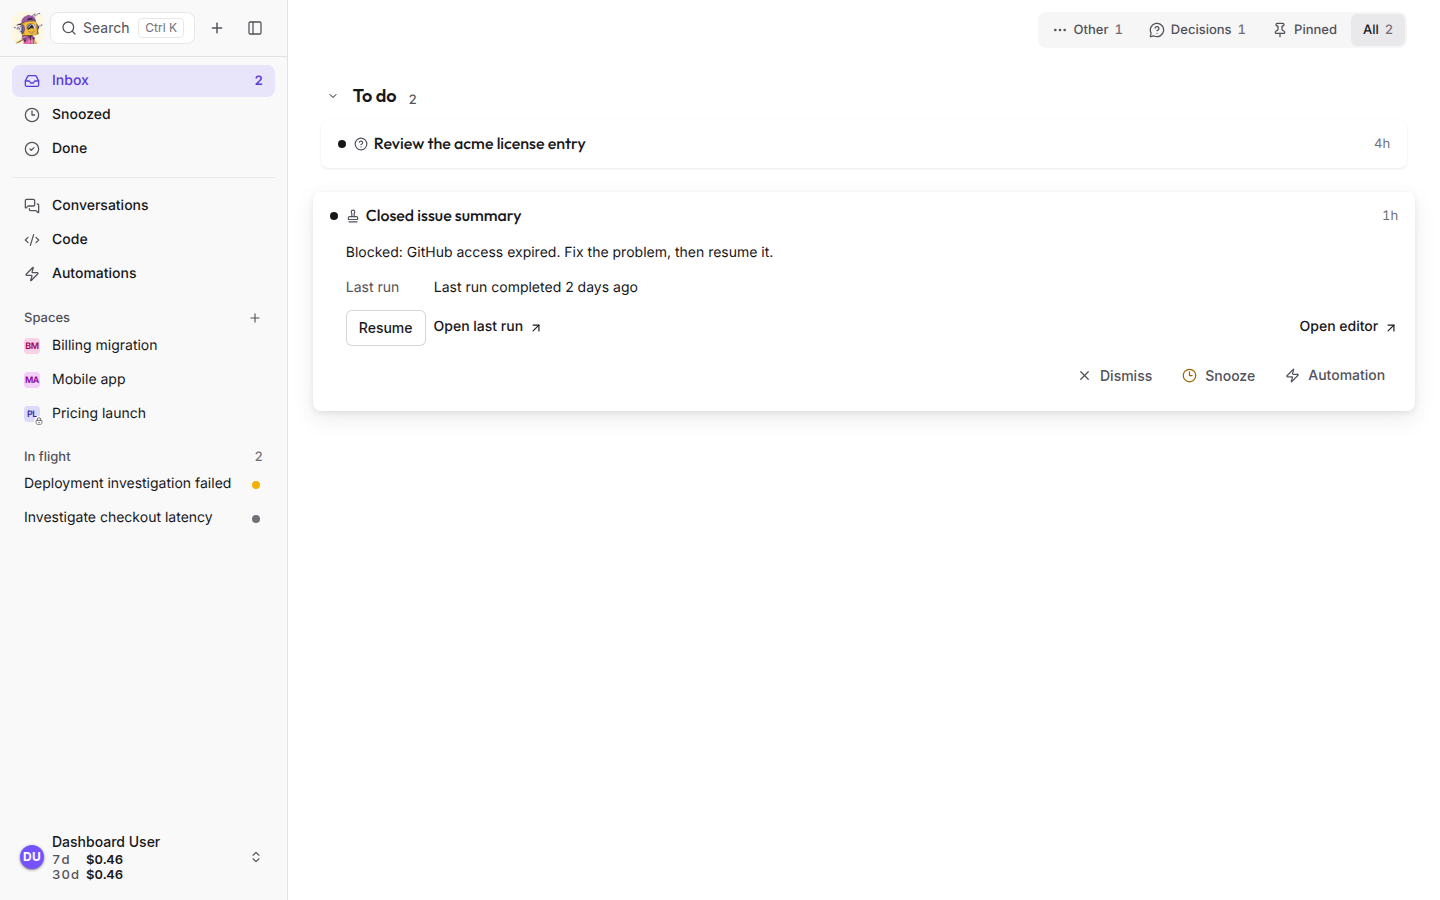 Search Ctrl K
Other 1 Decisions 1 Pinned All 2
Inbox 2
Snoozed
Done
Conversations
Code
Automations
Spaces
BM Billing migration
MA Mobile app
PL Pricing launch
In flight 2
Deployment investigation failed
Investigate checkout latency
Dashboard User
DU
7d $0.46
30d $0.46
To do 2
Review the acme license entry 4h
Closed issue summary 1h
Blocked: GitHub access expired. Fix the problem, then resume it.
Last run Last run completed 2 days ago
Resume Open last run Open editor
Dismiss Snooze Automation